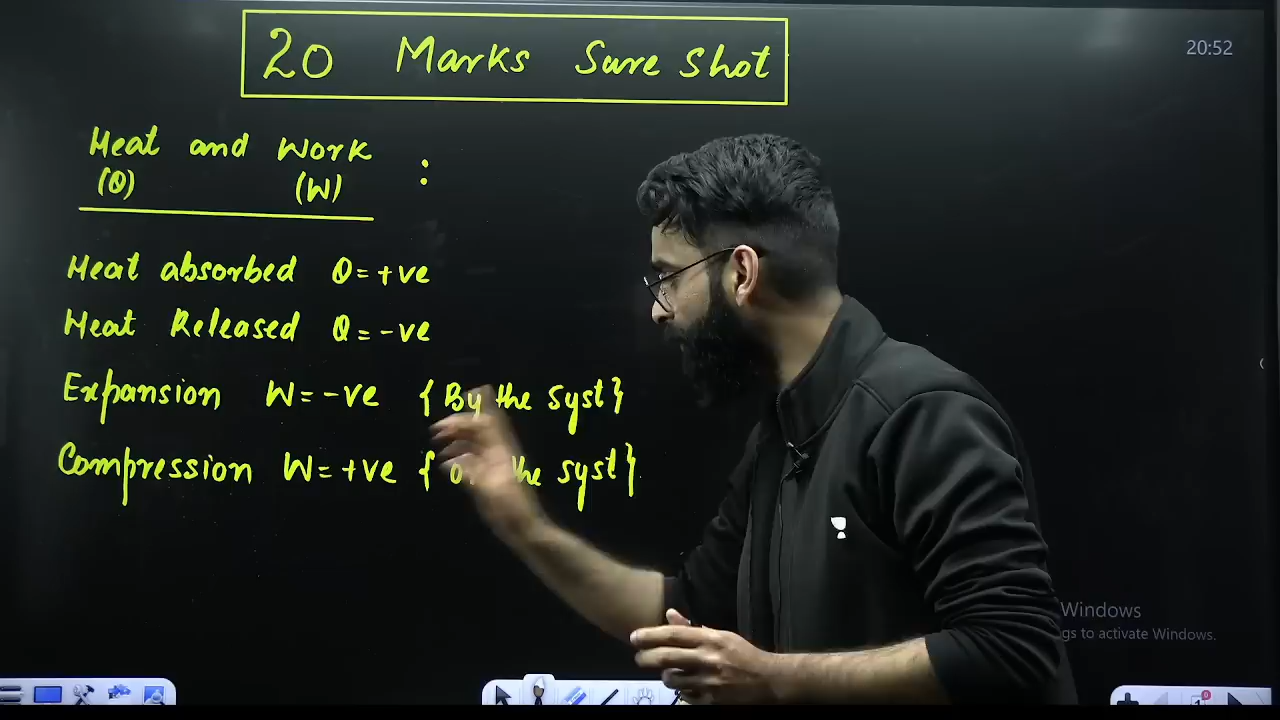 20 Marks Sure Shot
20:52
Heat and Work :
(Q) (W)
Heat absorbed Q = +ve
Heat Released Q = -ve
Expansion W = -ve { By the syst }
Compression W = +ve { the syst }
Windows
gs to activate Windows.